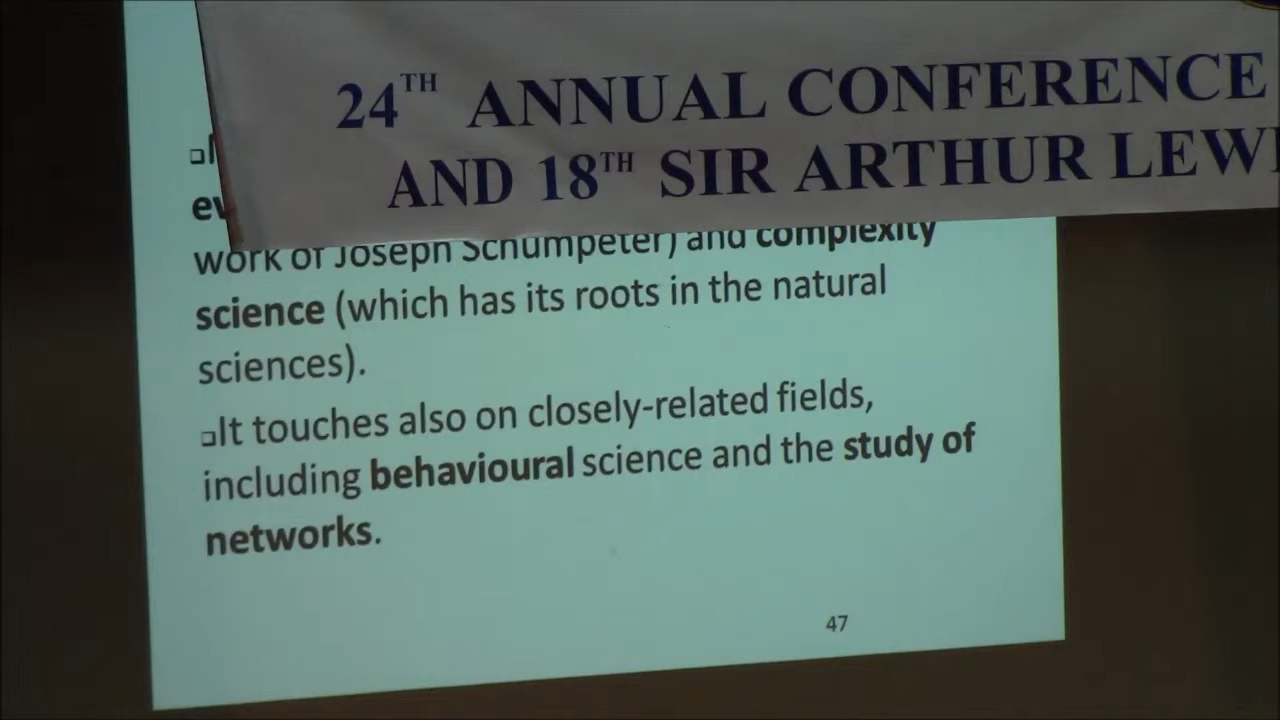 24TH ANNUAL CONFERENCE
AND 18TH SIR ARTHUR
work of Joseph Schumpeter) and complexity
science (which has its roots in the natural
sciences).
It touches also on closely-related fields,
including behavioural science and the study of
networks.
47